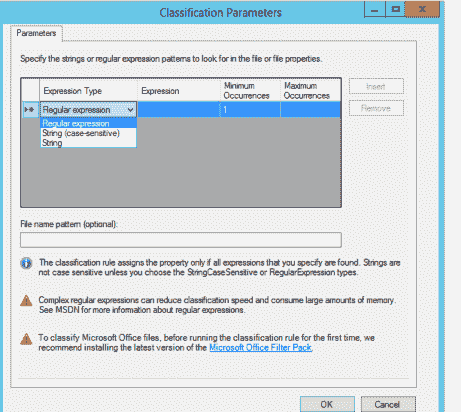 Classification Parameters
Parameters
Specify the strings or regular expression patterns to look for in the file or file properties.
Expression Type Expression Minimum Occurrences Maximum Occurrences
Insert
Regular expression 1
Remove
Regular expression
String (case-sensitive)
String
File name pattern (optional):
The classification rule assigns the property only if all expressions that you specify are found. Strings are
not case sensitive unless you choose the StringCaseSensitive or RegularExpression types.
Complex regular expressions can reduce classification speed and consume large amounts of memory.
See MSDN for more information about regular expressions.
To classify Microsoft Office files, before running the classification rule for the first time, we
recommend installing the latest version of the Microsoft Office Filter Pack.
OK Cancel